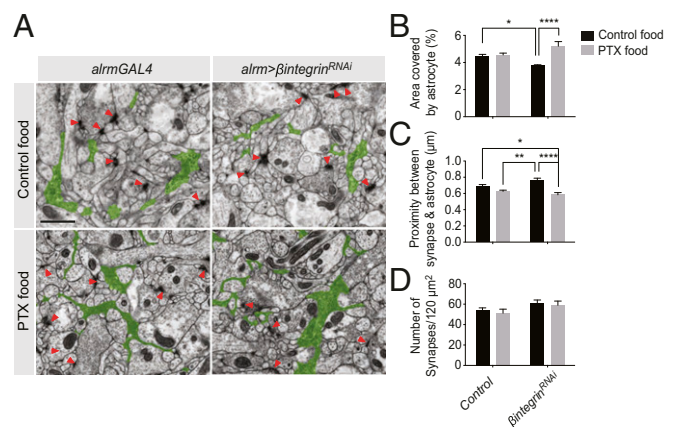 A
alrmGAL4
alrm>βintegrinRNAi
Control food
PTX food
B
Area covered
by astrocyte (%)
6
4
2
0
*
****
Control food
PTX food
C
Proximity between
synapse & astrocyte (μm)
1.0
0.8
0.6
0.4
0.2
0.0
*
**
****
D
Number of
Synapses/120 μm2
80
60
40
20
0
Control
βintegrinRNAi